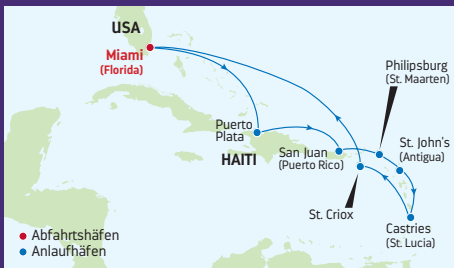 USA
Miami
(Florida)
Philipsburg
(St. Maarten)
Puerto
Plata
St. John's
(Antigua)
HAITI
San Juan
(Puerto Rico)
St. Criox
Castries
(St. Lucia)
Abfahrtshäfen
Anlaufhäfen